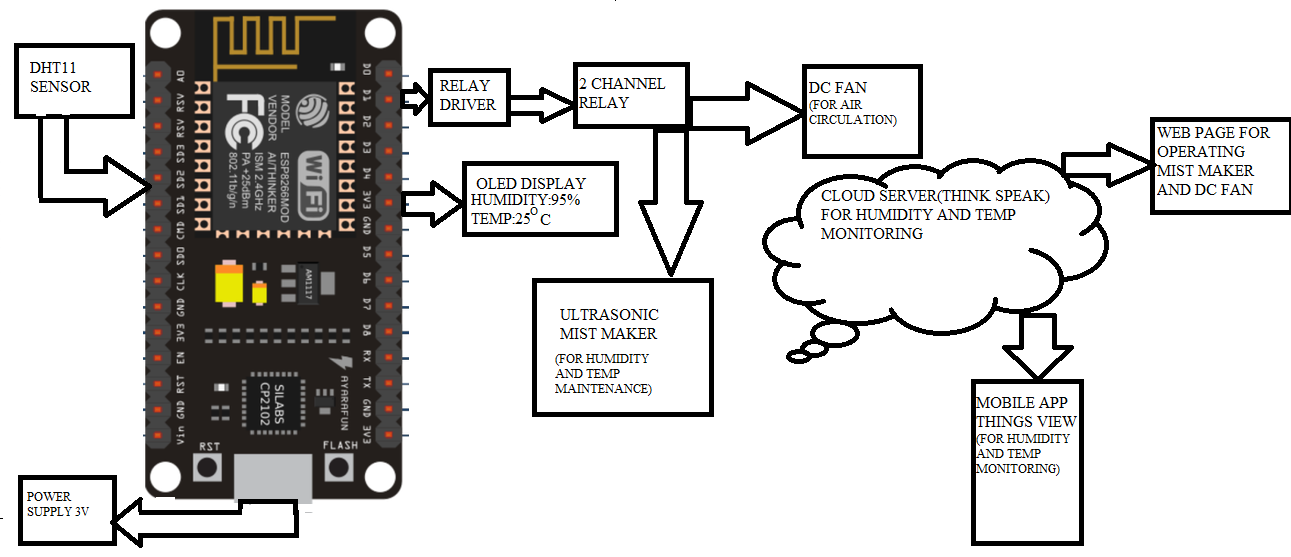 DHT11
SENSOR
RELAY
DRIVER
2 CHANNEL
RELAY
DC FAN
(FOR AIR
CIRCULATION)
OLED DISPLAY
HUMIDITY:95%
TEMP:25°C
ULTRASONIC
MIST MAKER
(FOR HUMIDITY
AND TEMP
MAINTENANCE)
CLOUD SERVER(THINK SPEAK)
FOR HUMIDITY AND TEMP
MONITORING
WEB PAGE FOR
OPERATING
MIST MAKER
AND DC FAN
MOBILE APP
THINGS VIEW
(FOR HUMIDITY
AND TEMP
MONITORING)
POWER
SUPPLY 3V
MODEL
VENDOR
ESP8266MOD
AI/THINKER
ISM 2.4GHz
PA +25dBm
802.11b/g/n
FC
WiFi
AM1117
SILABS
CP2102
AYARAFUN
RST
FLASH
A0
RSV
RSV
SD3
SD2
SD1
CMD
SD0
CLK
GND
3V3
EN
RST
GND
Vin
D0
D1
D2
D3
D4
3V3
GND
D5
D6
D7
D8
RX
TX
GND
3V3